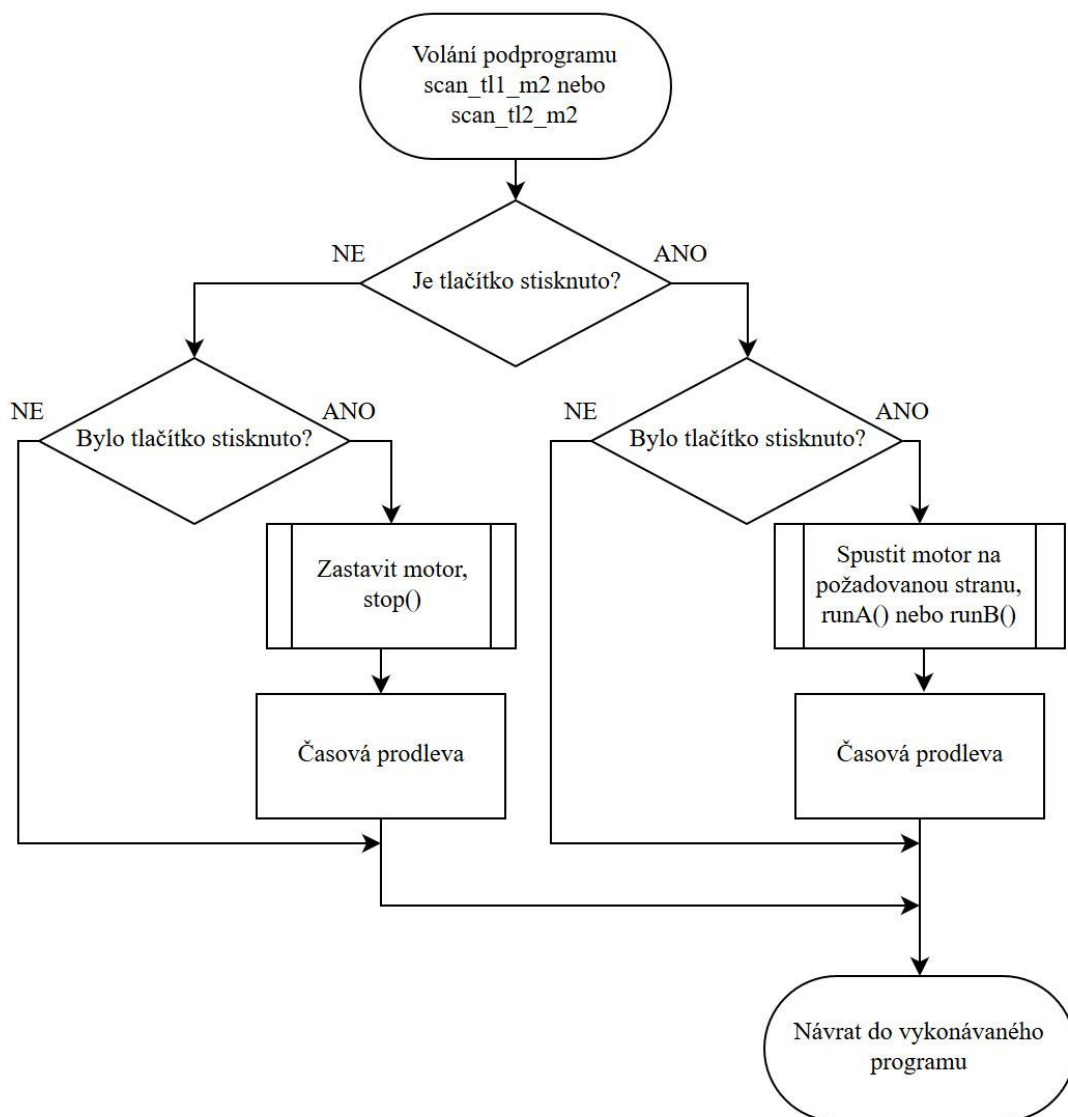 Volání podprogramu
scan_tl1_m2 nebo
scan_tl2_m2
NE
ANO
Je tlačítko stisknuto?
NE
ANO
Bylo tlačítko stisknuto?
NE
ANO
Bylo tlačítko stisknuto?
Zastavit motor,
stop()
Spustit motor na
požadovanou stranu,
runA() nebo runB()
Časová prodleva
Časová prodleva
Návrat do vykonávaného
programu